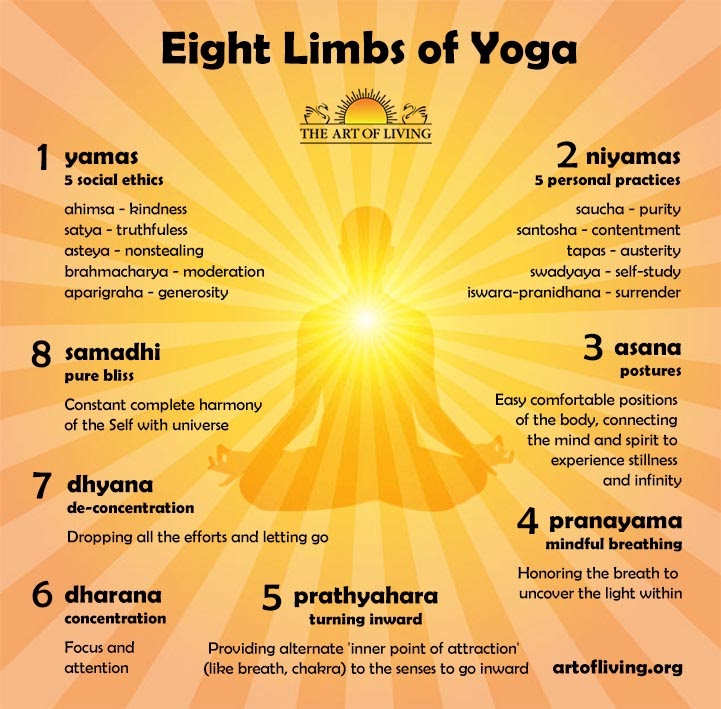 Eight Limbs of Yoga
THE ART OF LIVING
1 yamas
5 social ethics
ahimsa - kindness
satya - truthfuless
asteya - nonstealing
brahmacharya - moderation
aparigraha - generosity
2 niyamas
5 personal practices
saucha - purity
santosha - contentment
tapas - austerity
swadyaya - self-study
iswara-pranidhana - surrender
3 asana
postures
Easy comfortable positions
of the body, connecting
the mind and spirit to
experience stillness
and infinity
4 pranayama
mindful breathing
Honoring the breath to
uncover the light within
5 prathyahara
turning inward
Providing alternate 'inner point of attraction'
(like breath, chakra) to the senses to go inward
6 dharana
concentration
Focus and
attention
7 dhyana
de-concentration
Dropping all the efforts and letting go
8 samadhi
pure bliss
Constant complete harmony
of the Self with universe
artofliving.org